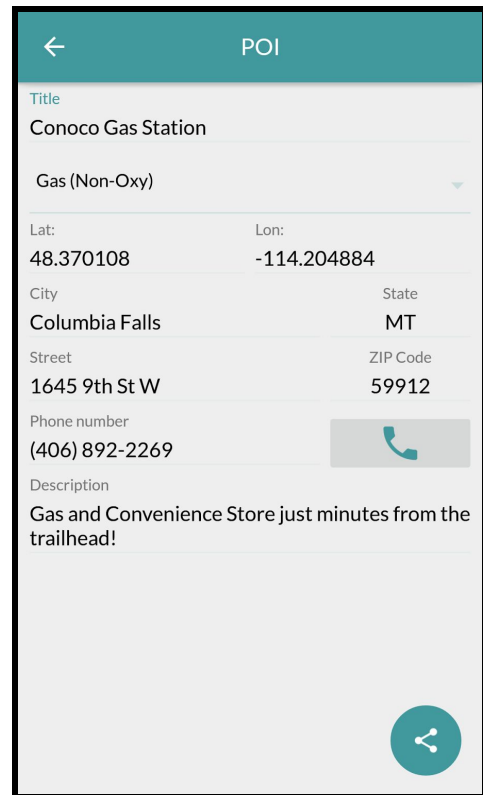 POI
Title
Conoco Gas Station
Gas (Non-Oxy)
Lat: Lon:
48.370108 -114.204884
City State
Columbia Falls MT
Street ZIP Code
1645 9th St W 59912
Phone number
(406) 892-2269
Description
Gas and Convenience Store just minutes from the
trailhead!